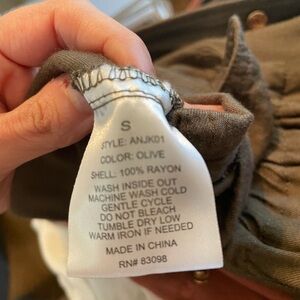 S
STYLE: ANJK01
COLOR: OLIVE
SHELL: 100% RAYON
WASH INSIDE OUT
MACHINE WASH COLD
GENTLE CYCLE
DO NOT BLEACH
TUMBLE DRY LOW
WARM IRON IF NEEDED
MADE IN CHINA
RN# 83098